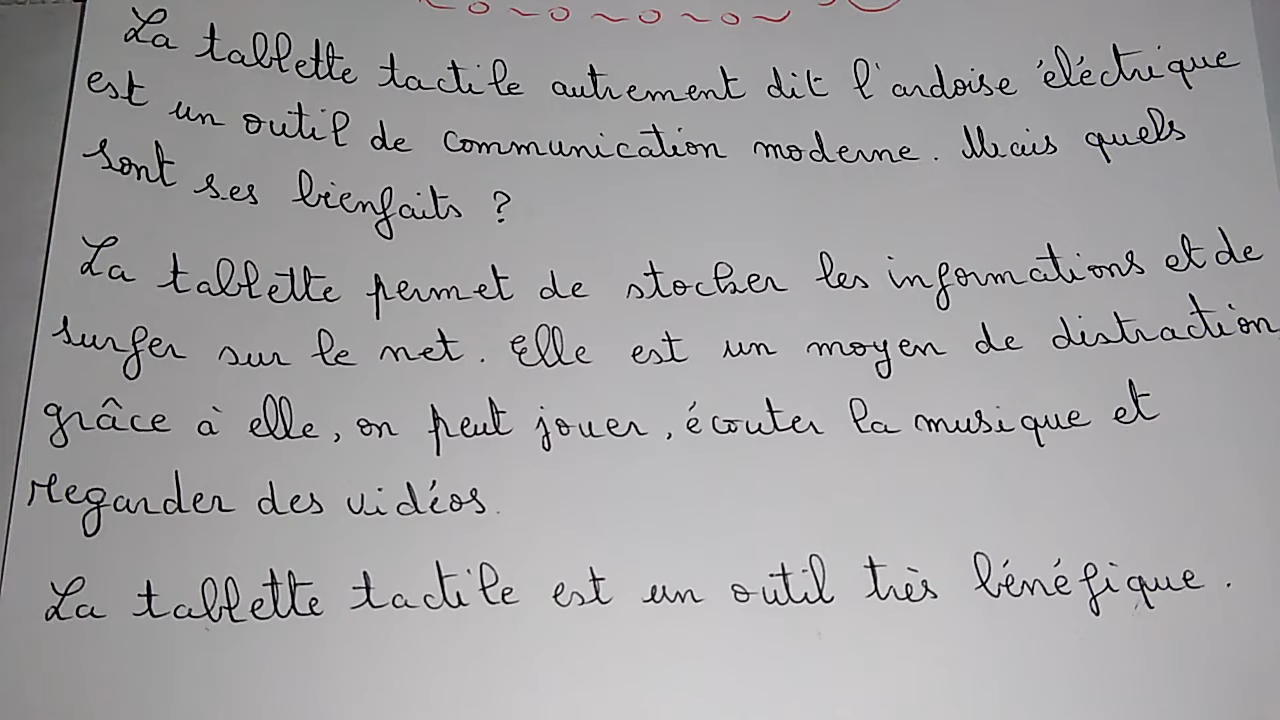 La tablette tactile autrement dit l'ardoise éléctrique
est un outil de communication moderne. Mais quels
sont ses bienfaits ?
La tablette permet de stocker les informations et de
surfer sur le net. Elle est un moyen de distraction
grâce à elle, on peut jouer, écouter la musique et
regarder des vidéos.
La tablette tactile est un outil très bénéfique.